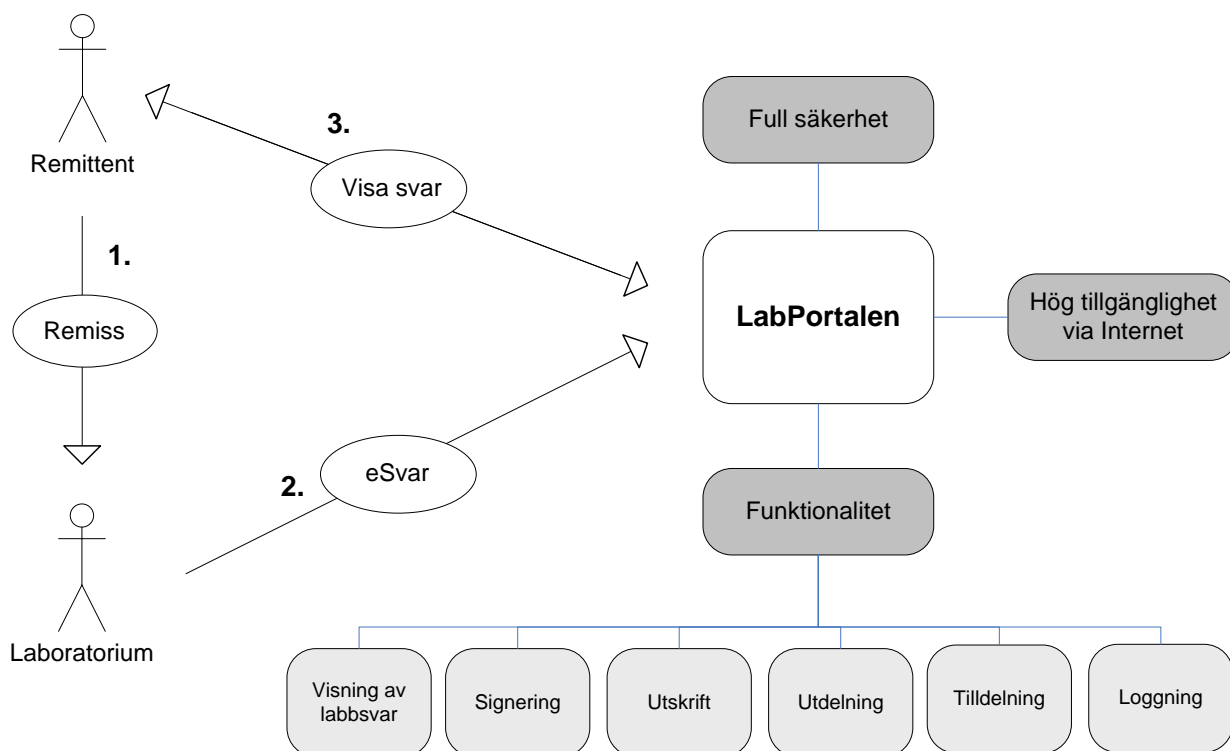 Remittent
1.
Remiss
Laboratorium
2.
eSvar
3.
Visa svar
Full säkerhet
LabPortalen
Hög tillgänglighet
via Internet
Funktionalitet
Visning av
labbsvar
Signering
Utskrift
Utdelning
Tilldelning
Loggning